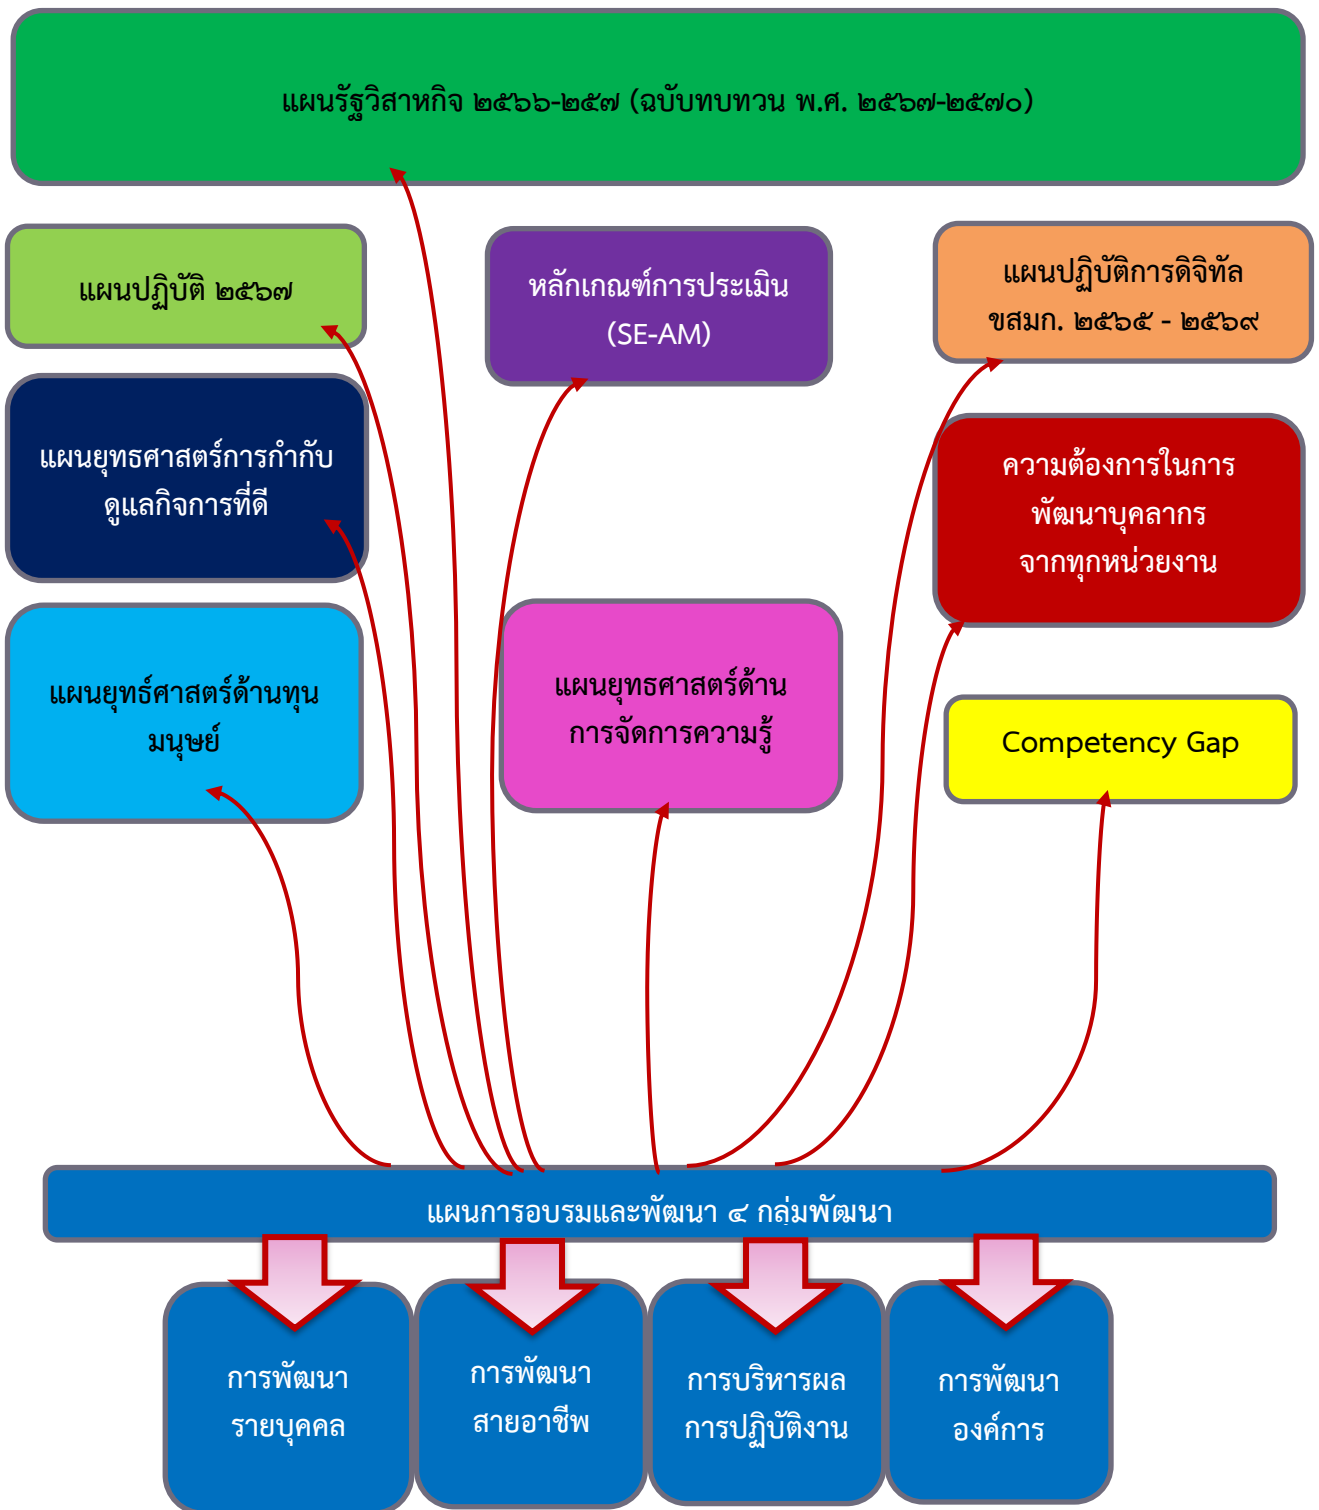 แผนรัฐวิสาหกิจ ๒๕๖๖-๒๕๗ (ฉบับทบทวน พ.ศ. ๒๕๖๗-๒๕๗๐)
แผนปฏิบัติ ๒๕๖๗
หลักเกณฑ์การประเมิน
(SE-AM)
แผนปฏิบัติการดิจิทัล
ขสมก. ๒๕๖๕ - ๒๕๖๙
แผนยุทธศาสตร์การกำกับ
ดูแลกิจการที่ดี
ความต้องการในการ
พัฒนาบุคลากร
จากทุกหน่วยงาน
แผนยุทธ์ศาสตร์ด้านทุน
มนุษย์
แผนยุทธศาสตร์ด้าน
การจัดการความรู้
Competency Gap
แผนการอบรมและพัฒนา ๔ กลุ่มพัฒนา
การพัฒนา
รายบุคคล
การพัฒนา
สายอาชีพ
การบริหารผล
การปฏิบัติงาน
การพัฒนา
องค์การ